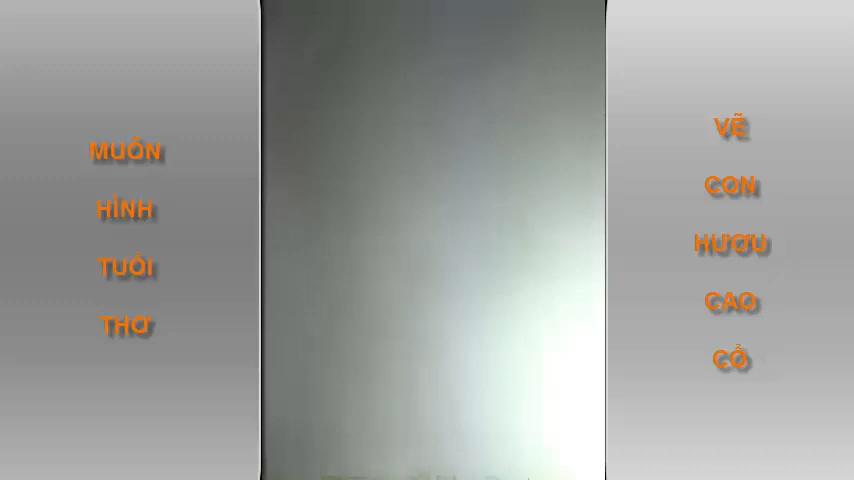 MUÔN
HÌNH
TUỔI
THƠ
VẼ
CON
HƯƠU
CAO
CỔ